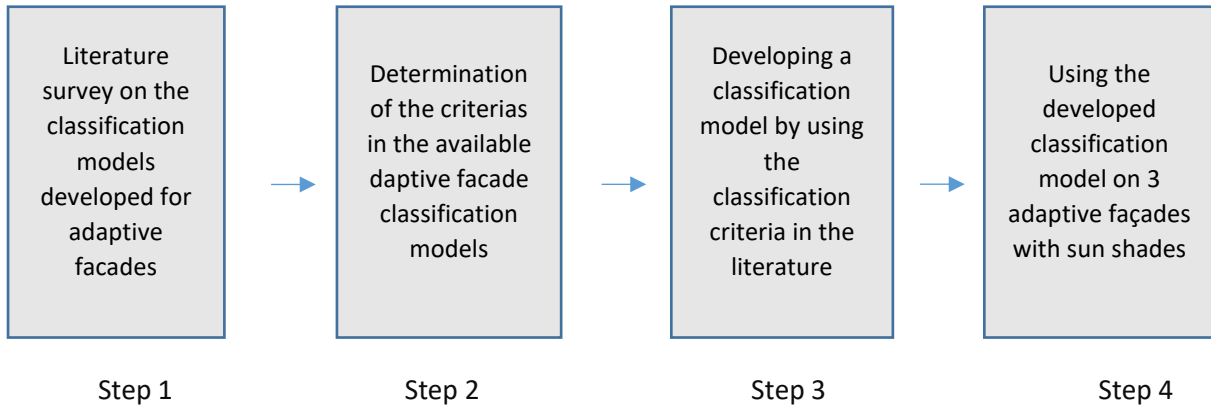 Literature
survey on the
classification
models
developed for
adaptive
facades
Determination
of the criterias
in the available
daptive facade
classification
models
Developing a
classification
model by using
the
classification
criteria in the
literature
Using the
developed
classification
model on 3
adaptive façades
with sun shades
Step 1
Step 2
Step 3
Step 4